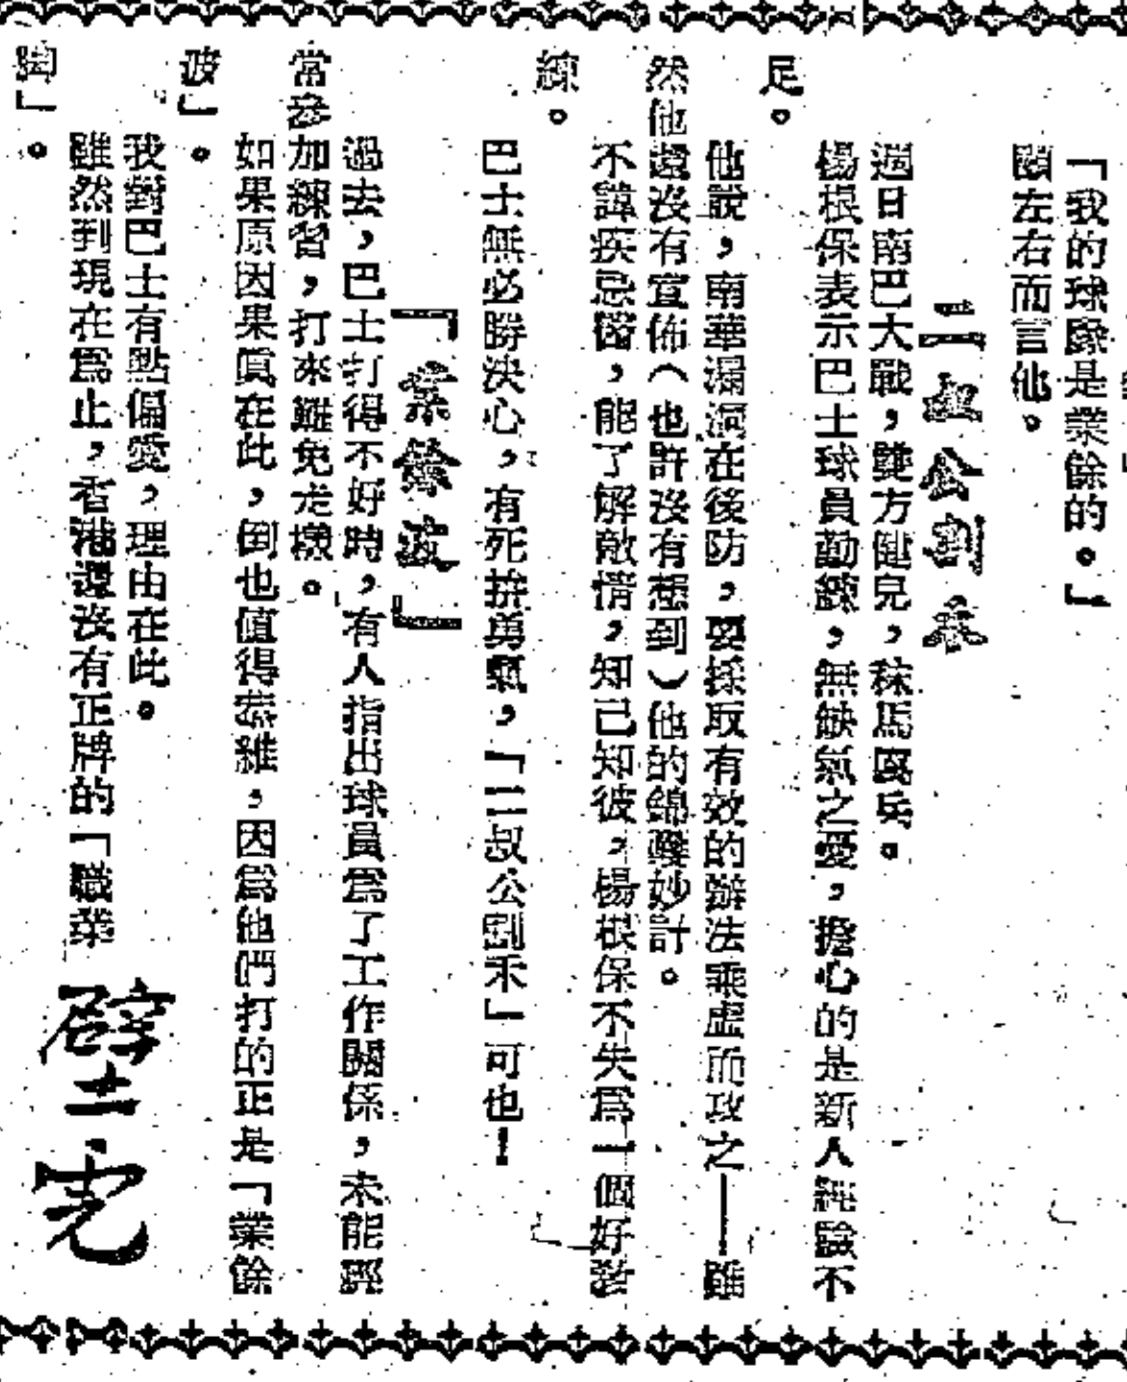 「我的球隊是業餘的。」
顧左右而言他。
二叔公割禾
週日南巴大戰，雙方健兒，秣馬厲兵。
楊根保表示巴士球員勤練，無缺氣之憂，擔心的是新人經驗不
足。
他說，南華漏洞在後防，要採取有效的辦法乘虛而攻之——雖
然他還沒有宣佈（也許沒有想到）他的錦囊妙計。
不諱疾忌醫，能了解敵情，知己知彼，楊根保不失爲一個好教
練。
巴士無必勝決心，有死拚勇氣，「二叔公割禾」可也！
「業餘波」
過去，巴士打得不好時，有人指出球員爲了工作關係，未能經
常參加練習，打來難免走樣。
如果原因果眞在此，倒也值得恭維，因爲他們打的正是「業餘
波」。
我對巴士有點偏愛，理由在此。
雖然到現在爲止，香港還沒有正牌的「職業
脚」。